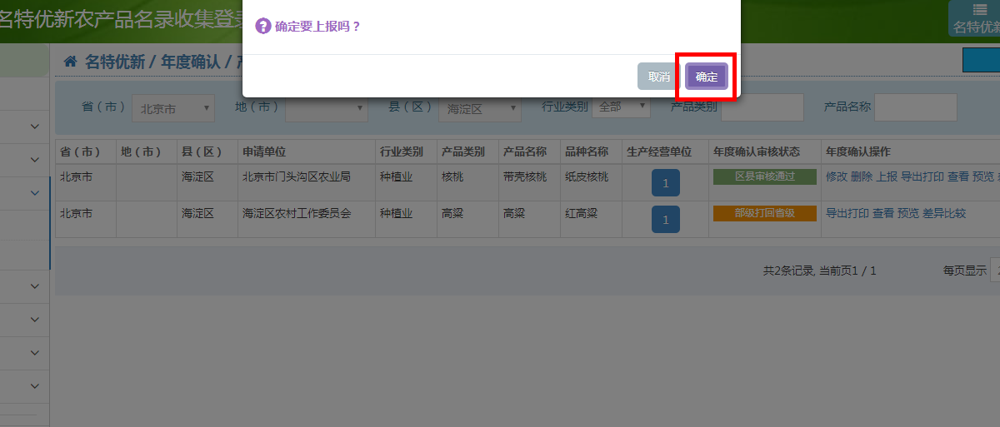 名特优新农产品名录收集登录
名特优新
确定要上报吗？
取消 确定
名特优新 / 年度确认 /
省（市） 北京市 地（市） 县（区） 海淀区 行业类别 全部 产品类别 产品名称
省（市） 地（市） 县（区） 申请单位 行业类别 产品类别 产品名称 品种名称 生产经营单位 年度确认审核状态 年度确认操作
北京市 海淀区 北京市门头沟区农业局 种植业 核桃 带壳核桃 纸皮核桃 1 区县审核通过 修改 删除 上报 导出打印 查看 预览
北京市 海淀区 海淀区农村工作委员会 种植业 高粱 高粱 红高粱 1 部级打回省级 导出打印 查看 预览 差异比较
共2条记录, 当前页1 / 1 每页显示